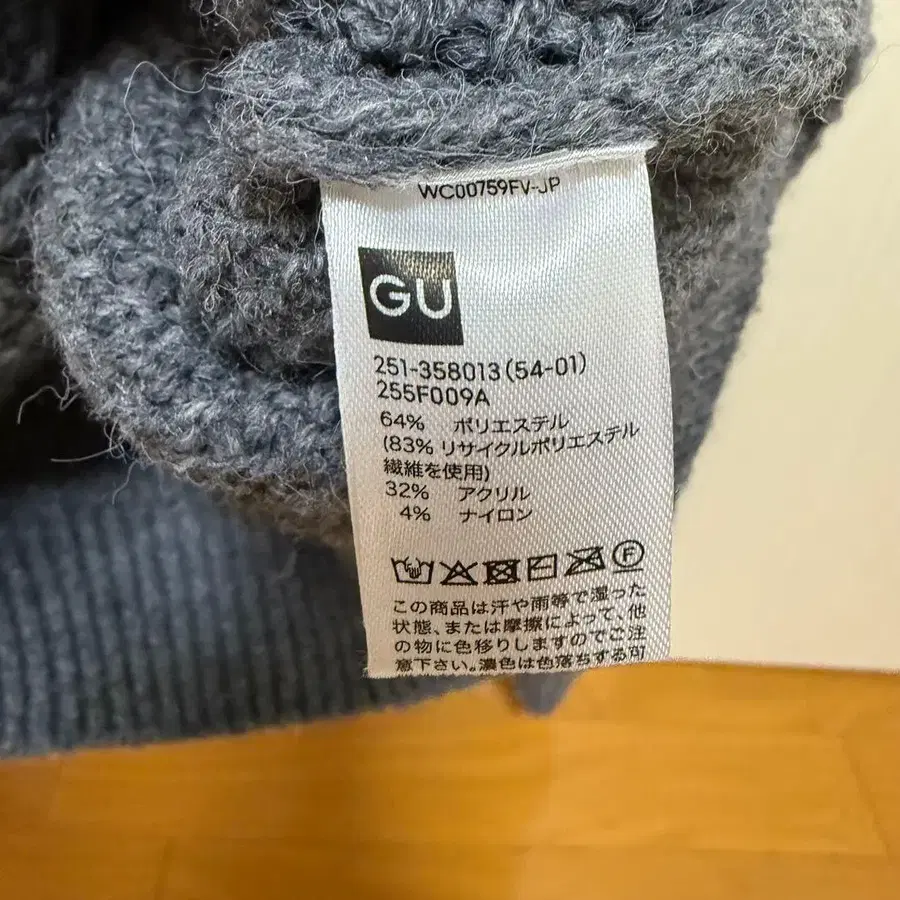 WC00759FV-JP
GU
251-358013(54-01)
255F009A
64% ポリエステル
(83% リサイクルポリエステル
繊維を使用)
32% アクリル
4% ナイロン
F
この商品は汗や雨等で湿った
状態、または摩擦によって、他
の物に色移りしますのでご注
意下さい。濃色は色落ちする可